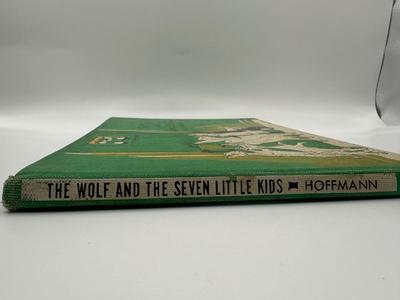 THE WOLF AND THE SEVEN LITTLE KIDS HOFFMANN